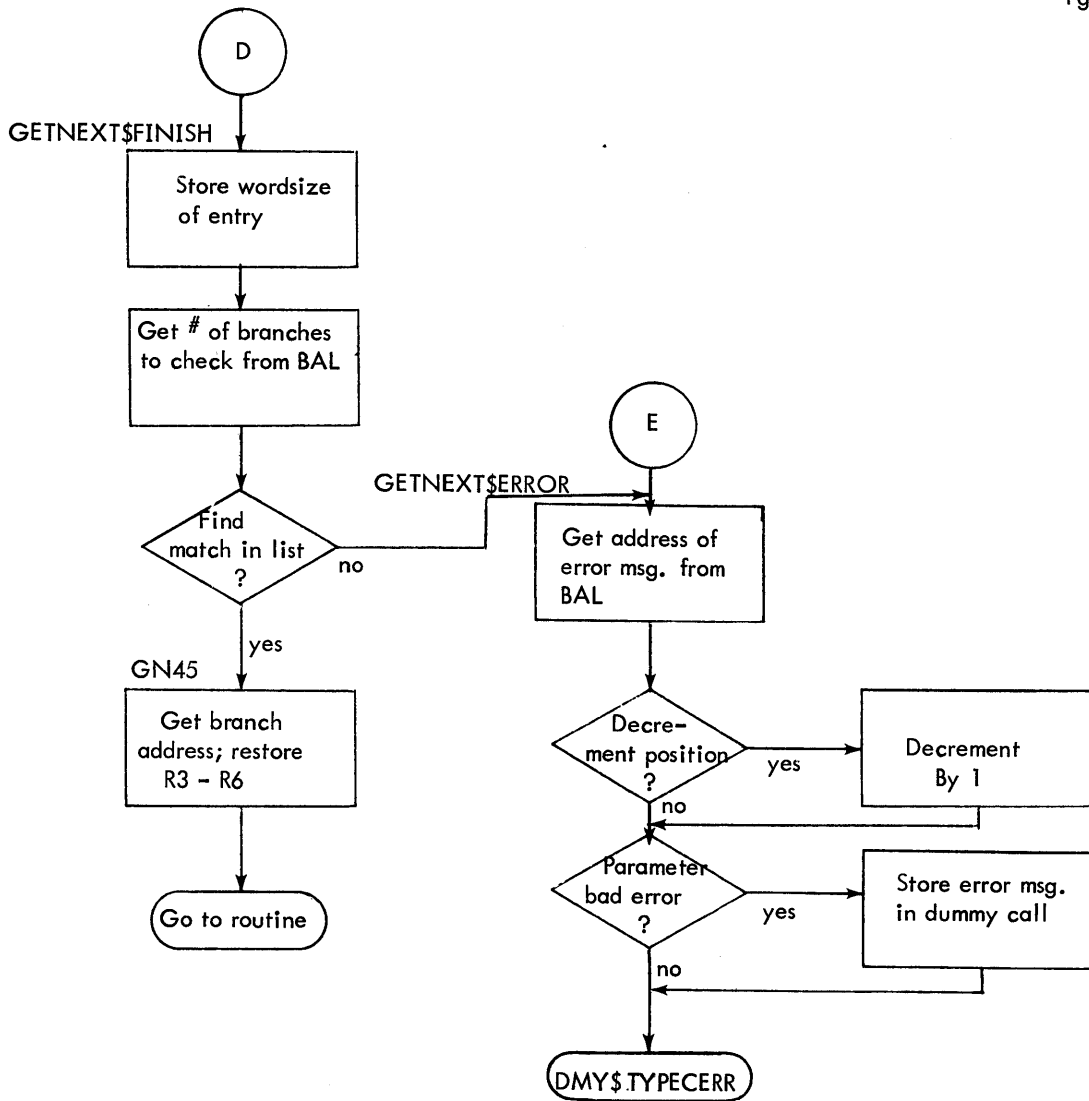 D
GETNEXT$FINISH
Store wordsize
of entry
Get # of branches
to check from BAL
Find
match in list
?
no
yes
GN45
Get branch
address; restore
R3 - R6
Go to routine
E
GETNEXT$ERROR
Get address of
error msg. from
BAL
Decre-
ment position
?
yes
no
Decrement
By 1
Parameter
bad error
?
yes
no
Store error msg.
in dummy call
DMY$.TYPECERR